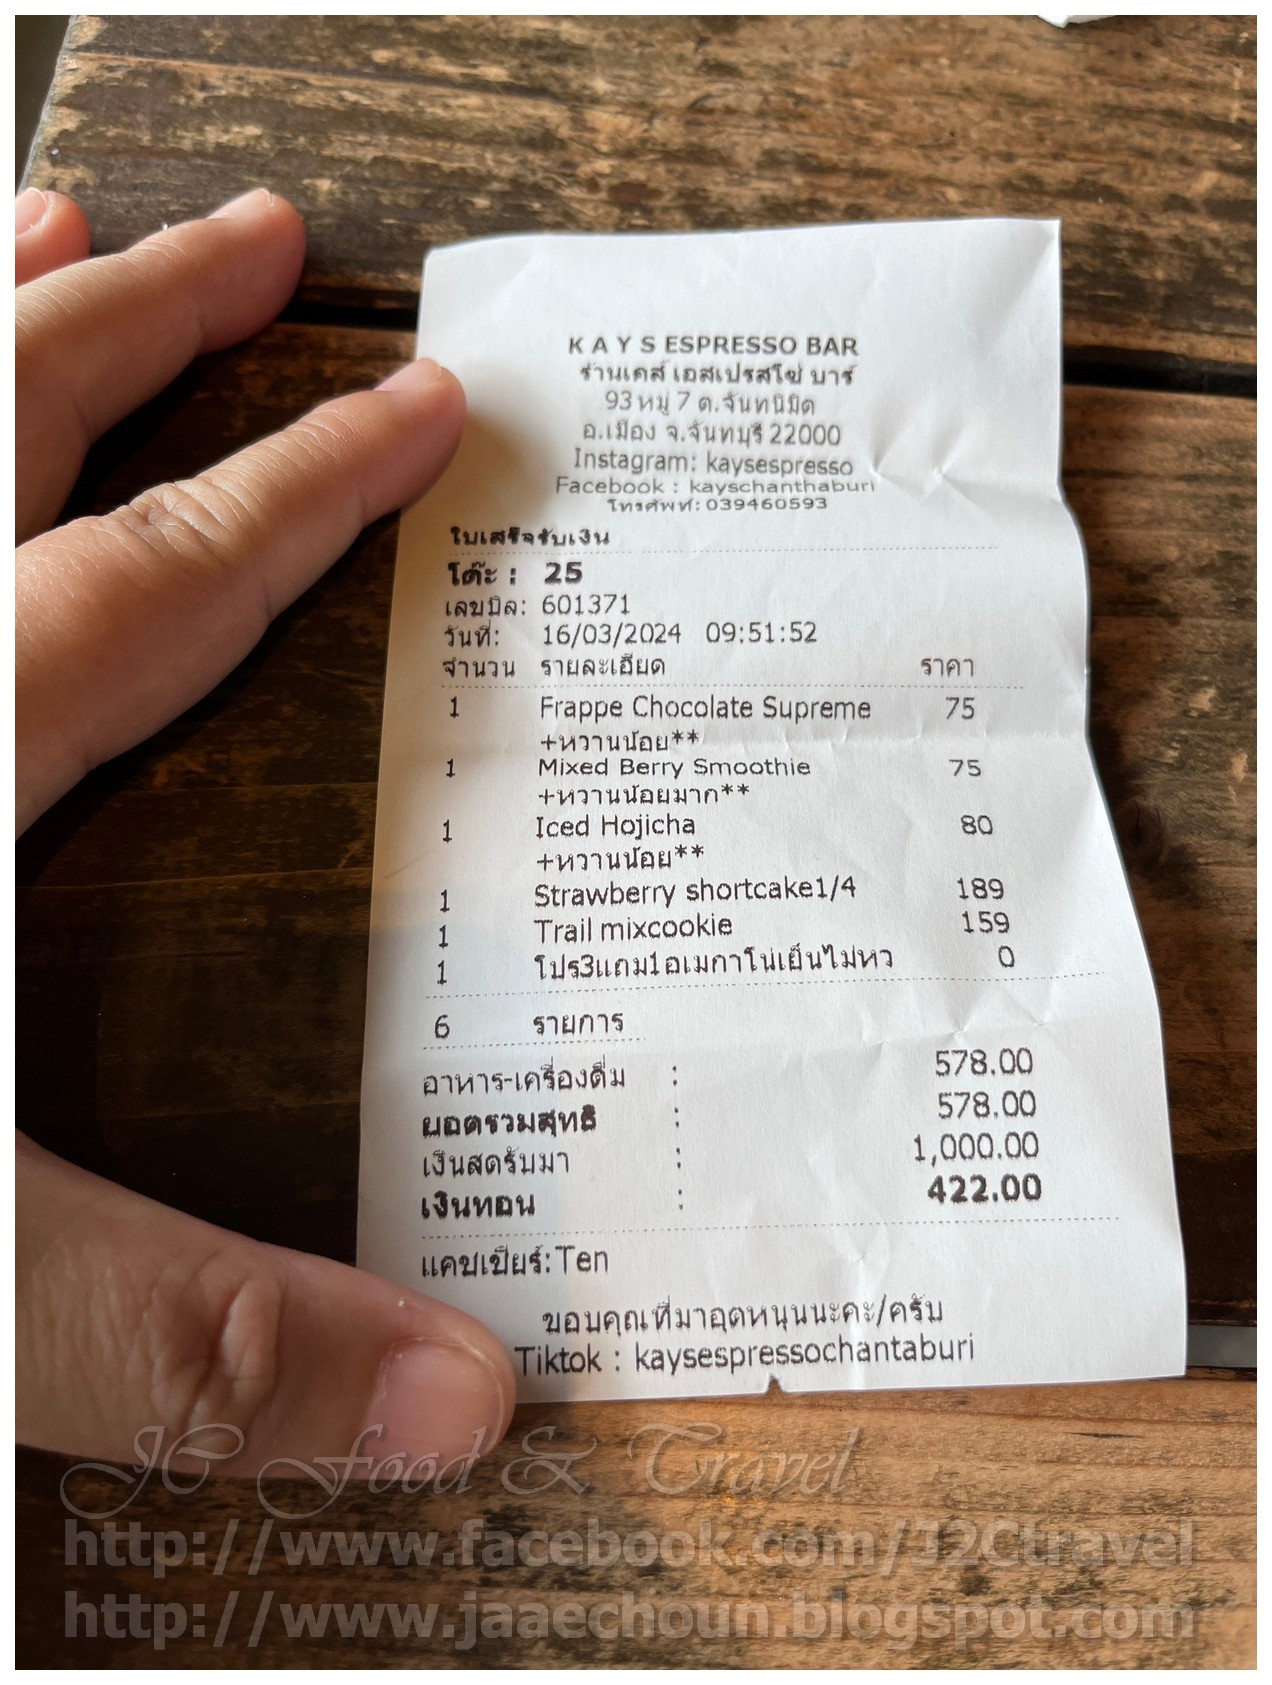 K A Y S ESPRESSO BAR
ร้านเคส์ เอสเปรสโซ่ บาร์
93 หมู่ 7 ต.จันทนิมิต
อ.เมือง จ.จันทบุรี 22000
Instagram: kaysespresso
Facebook : kayschanthaburi
โทรศัพท์: 039460593
ใบเสร็จรับเงิน
โต๊ะ : 25
เลขบิล: 601371
วันที่: 16/03/2024 09:51:52
จำนวน รายละเอียด ราคา
1 Frappe Chocolate Supreme 75
+หวานน้อย**
1 Mixed Berry Smoothie 75
+หวานน้อยมาก**
1 Iced Hojicha 80
+หวานน้อย**
1 Strawberry shortcake1/4 189
1 Trail mixcookie 159
1 โปร3แถม1อเมกาโน่เย็นไม่หว 0
6 รายการ
อาหาร-เครื่องดื่ม : 578.00
ยอดรวมสุทธิ : 578.00
เงินสดรับมา : 1,000.00
เงินทอน : 422.00
แคชเชียร์: Ten
ขอบคุณที่มาอุดหนุนนะคะ/ครับ
Tiktok : kaysespressochantaburi
JC Food & Travel
http://www.facebook.com/J2Ctravel
http://www.jaaechoun.blogspot.com